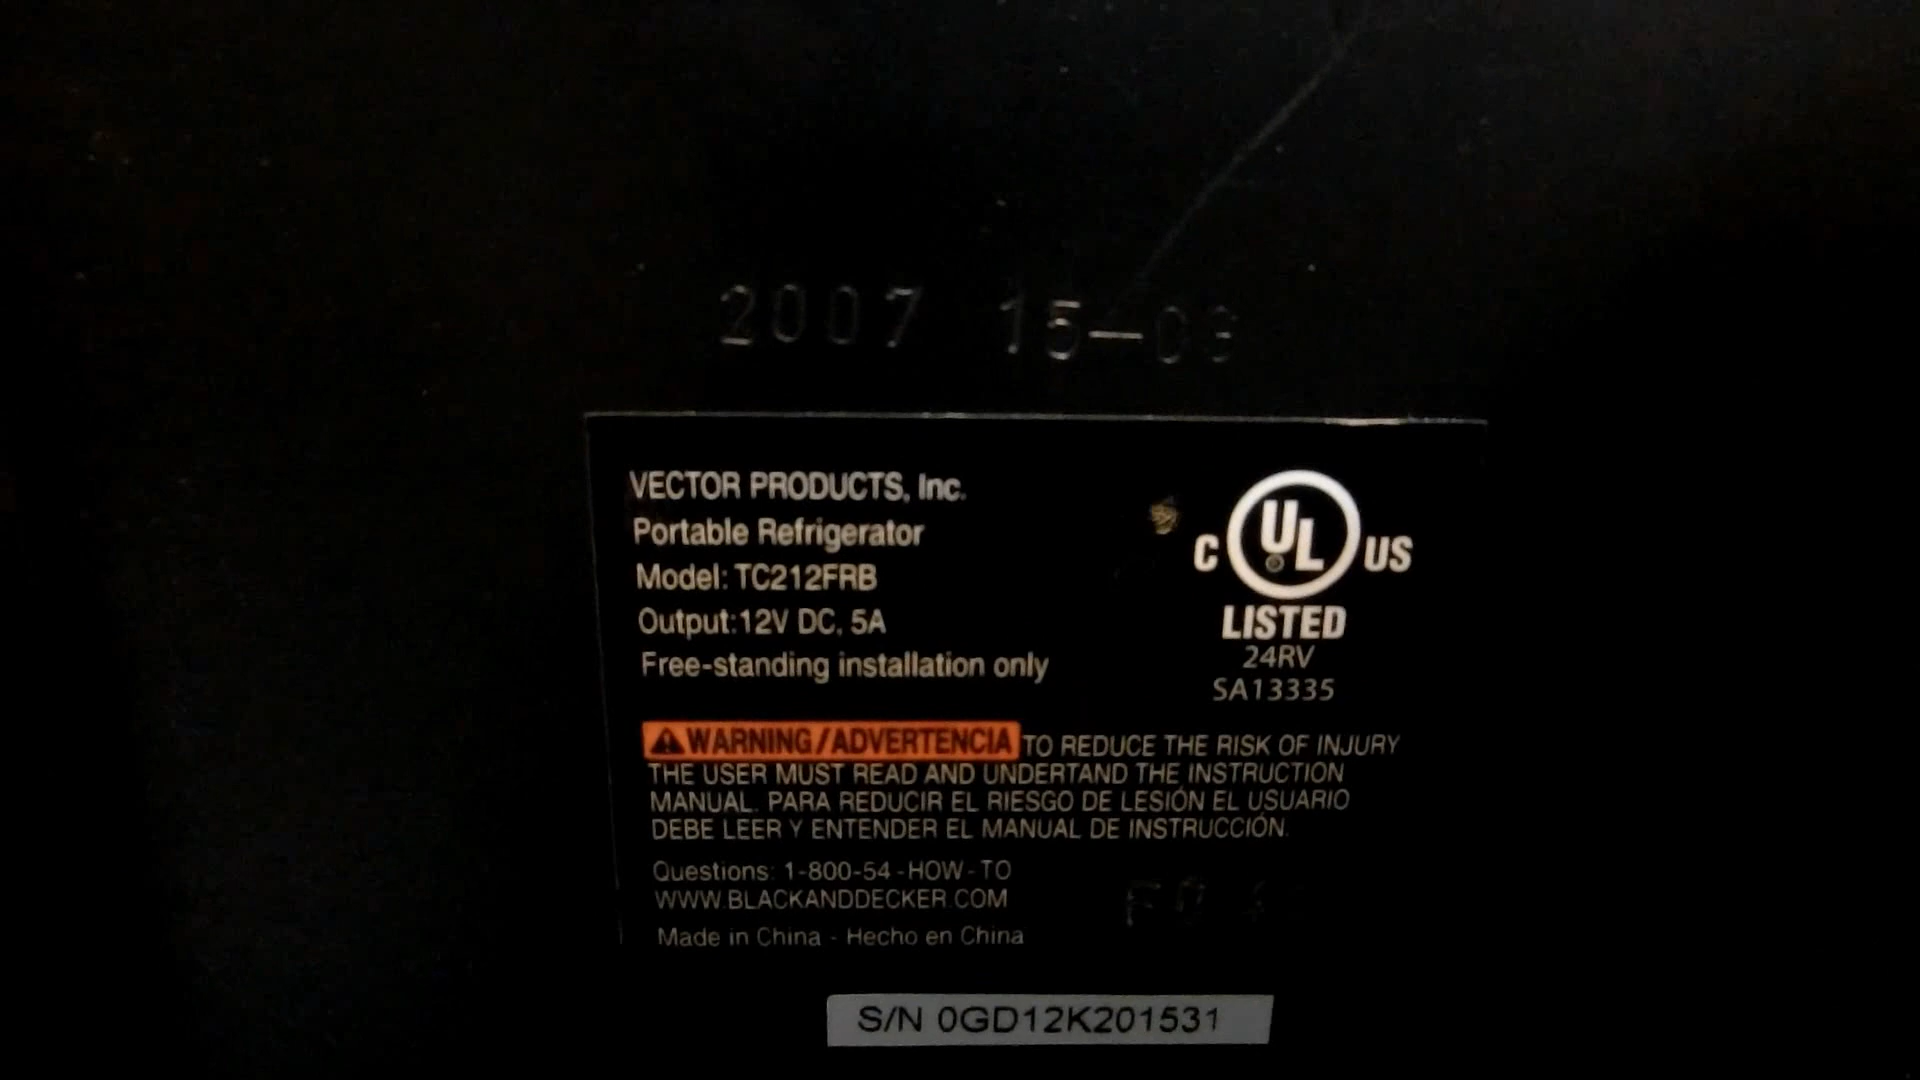 2007 15-03
VECTOR PRODUCTS, Inc.
Portable Refrigerator
Model: TC212FRB
Output:12V DC, 5A
Free-standing installation only
C UL US
LISTED
24RV
SA13335
WARNING/ADVERTENCIA TO REDUCE THE RISK OF INJURY
THE USER MUST READ AND UNDERTAND THE INSTRUCTION
MANUAL. PARA REDUCIR EL RIESGO DE LESIÓN EL USUARIO
DEBE LEER Y ENTENDER EL MANUAL DE INSTRUCCIÓN.
Questions: 1-800-54-HOW-TO
WWW.BLACKANDDECKER.COM
Made in China - Hecho en China
S/N 0GD12K201531